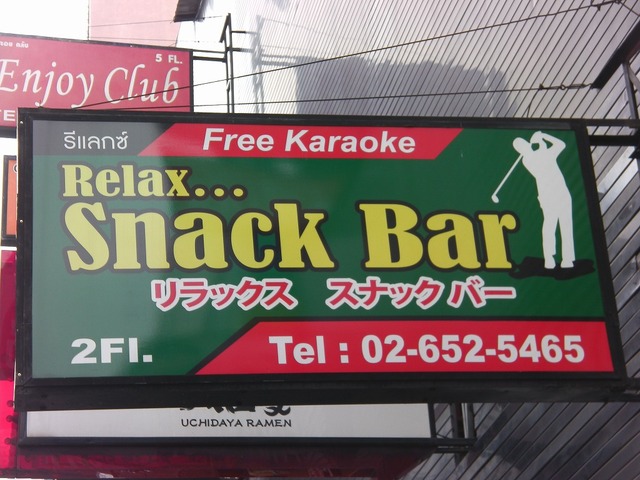 5 FL.
Enjoy Club
รีแลกซ์
Free Karaoke
Relax...
Snack Bar
リラックス スナックバー
2Fl.
Tel : 02-652-5465
UCHIDAYA RAMEN